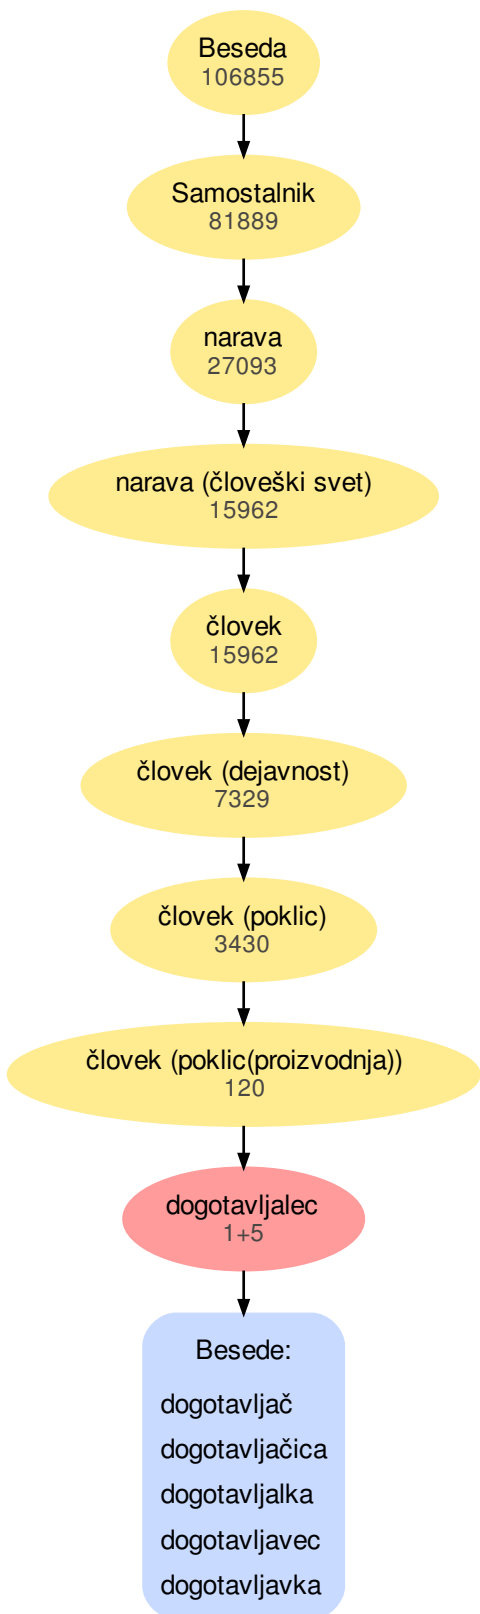 Beseda
106855
Samostalnik
81889
narava
27093
narava (človeški svet)
15962
človek
15962
človek (dejavnost)
7329
človek (poklic)
3430
človek (poklic(proizvodnja))
120
dogotavljalec
1+5
Besede:
dogotavljač
dogotavljačica
dogotavljalka
dogotavljavec
dogotavljavka